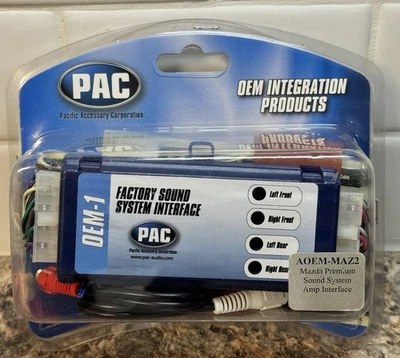 PAC
Pacific Accessory Corporation
OEM INTEGRATION
PRODUCTS
OEM-1
FACTORY SOUND
SYSTEM INTERFACE
PAC
www.pac-audio.com
Left Front
Right Front
Left Rear
Right Rear
AOEM-MAZ2
Mazda Premium
Sound System
Amp Interface